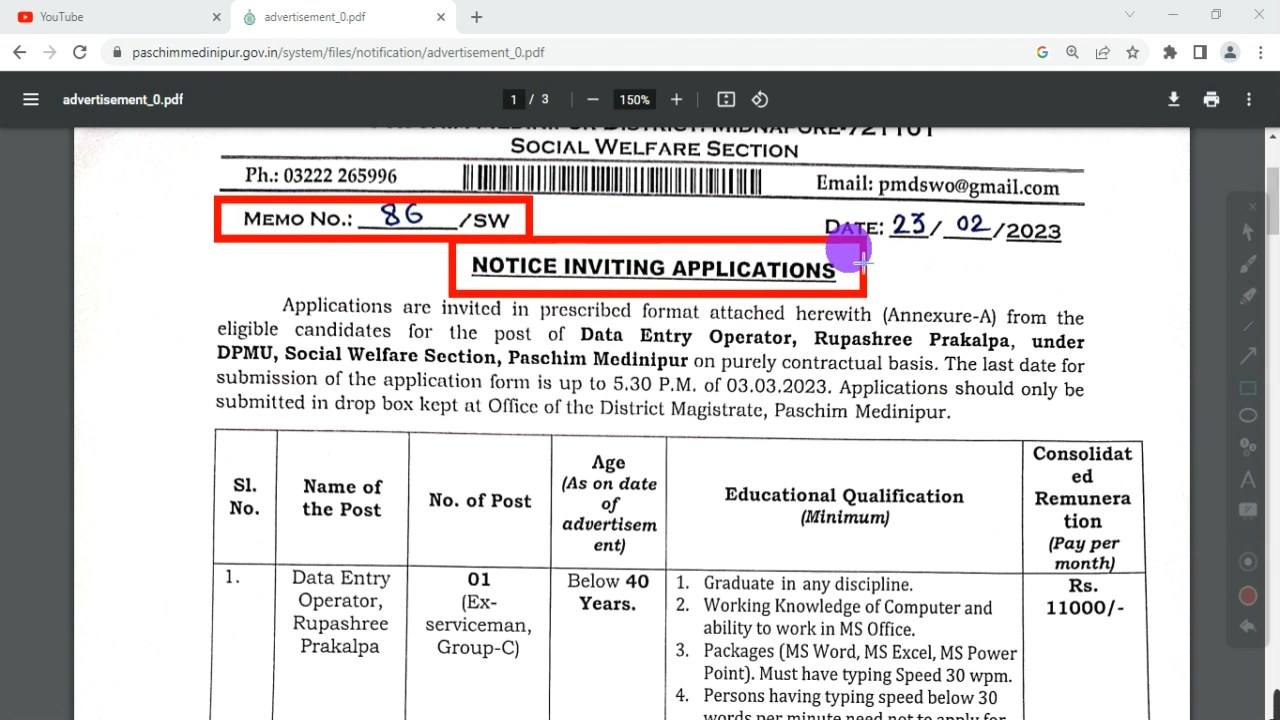 YouTube
advertisement_0.pdf
paschimmedinipur.gov.in/system/files/notification/advertisement_0.pdf
advertisement_0.pdf
1 / 3
150%
SOCIAL WELFARE SECTION
Ph.: 03222 265996
Email: pmdswo@gmail.com
MEMO NO.: 86 /SW
DATE: 23/ 02 /2023
NOTICE INVITING APPLICATIONS
Applications are invited in prescribed format attached herewith (Annexure-A) from the
eligible candidates for the post of Data Entry Operator, Rupashree Prakalpa, under
DPMU, Social Welfare Section, Paschim Medinipur on purely contractual basis. The last date for
submission of the application form is up to 5.30 P.M. of 03.03.2023. Applications should only be
submitted in drop box kept at Office of the District Magistrate, Paschim Medinipur.
Sl.
No.
Name of
the Post
No. of Post
Age
(As on date
of
advertisem
ent)
Educational Qualification
(Minimum)
Consolidat
ed
Remunera
tion
(Pay per
month)
1.
Data Entry
Operator,
Rupashree
Prakalpa
01
(Ex-
serviceman,
Group-C)
Below 40
Years.
1. Graduate in any discipline.
2. Working Knowledge of Computer and
ability to work in MS Office.
3. Packages (MS Word, MS Excel, MS Power
Point). Must have typing Speed 30 wpm.
4. Persons having typing speed below 30
words per minute need not to apply for
Rs.
11000/-